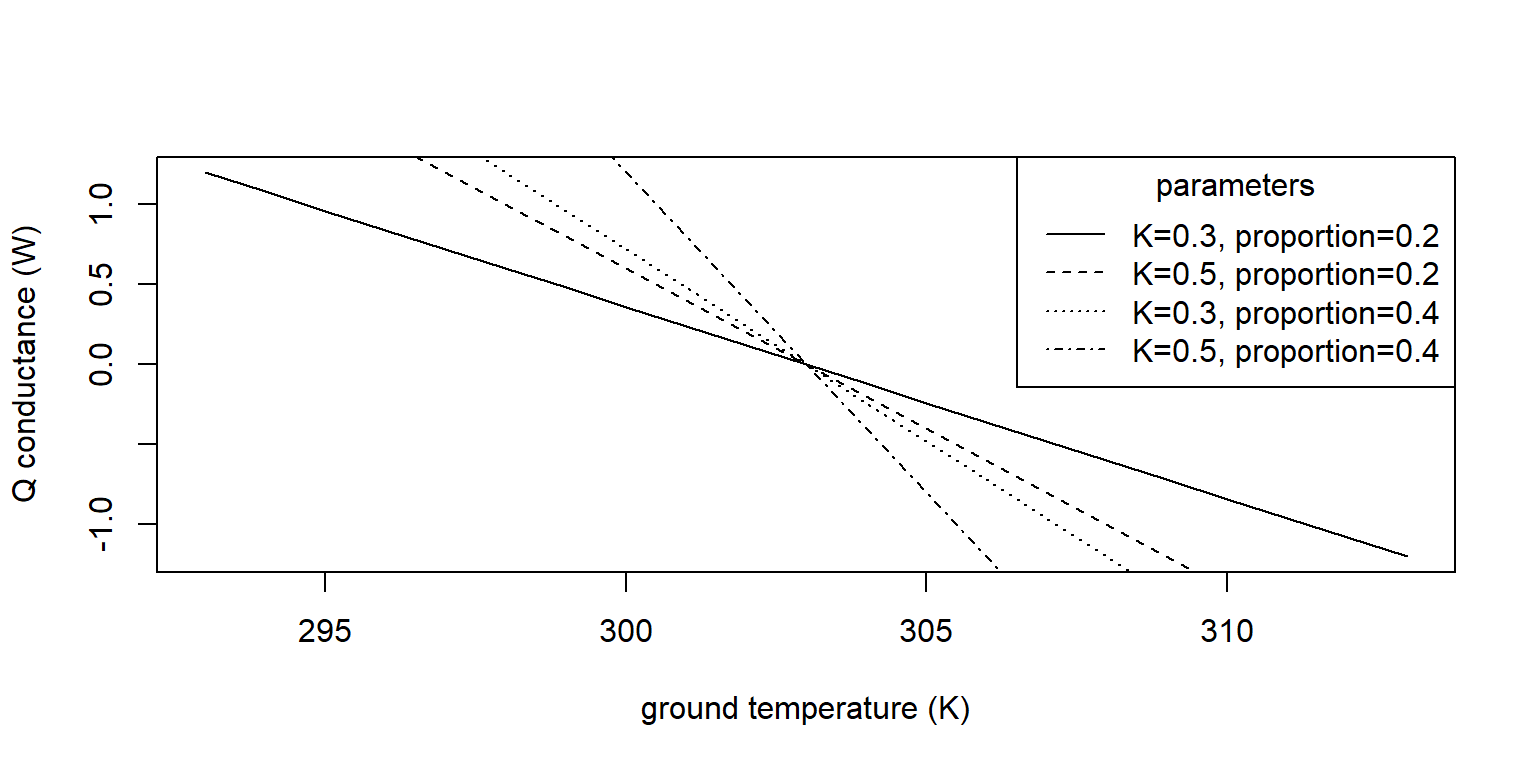 parameters
K=0.3, proportion=0.2
K=0.5, proportion=0.2
K=0.3, proportion=0.4
K=0.5, proportion=0.4
Q conductance (W)
1.0
0.5
0.0
-1.0
295 300 305 310
ground temperature (K)